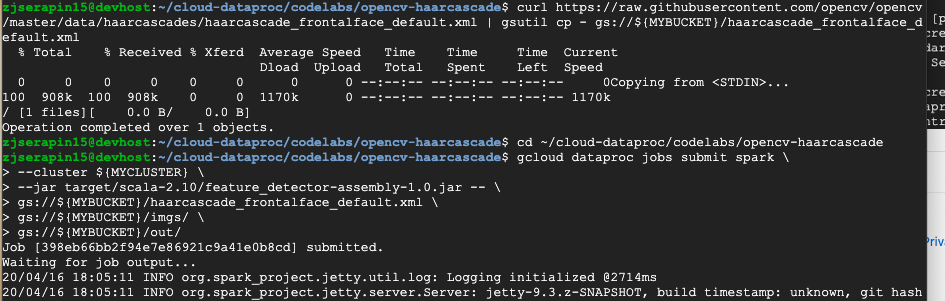 zjserapin15@devhost:~/cloud-dataproc/codelabs/opencv-haarcascade$ curl https://raw.githubusercontent.com/opencv/opencv
/master/data/haarcascades/haarcascade_frontalface_default.xml | gsutil cp - gs://${MYBUCKET}/haarcascade_frontalface_d
efault.xml
  % Total    % Received % Xferd  Average Speed   Time    Time     Time  Current
                                 Dload  Upload   Total   Spent    Left  Speed
  0     0    0     0    0     0      0      0 --:--:-- --:--:-- --:--:--     0Copying from <STDIN>...
100  908k  100  908k    0     0  1170k      0 --:--:-- --:--:-- --:--:-- 1170k
/ [1 files][    0.0 B/    0.0 B]
Operation completed over 1 objects.
zjserapin15@devhost:~/cloud-dataproc/codelabs/opencv-haarcascade$ cd ~/cloud-dataproc/codelabs/opencv-haarcascade
zjserapin15@devhost:~/cloud-dataproc/codelabs/opencv-haarcascade$ gcloud dataproc jobs submit spark \
> --cluster ${MYCLUSTER} \
> --jar target/scala-2.10/feature_detector-assembly-1.0.jar -- \
> gs://${MYBUCKET}/haarcascade_frontalface_default.xml \
> gs://${MYBUCKET}/imgs/ \
> gs://${MYBUCKET}/out/
Job [398eb66bb2f94e7e86921c9a41e0b8cd] submitted.
Waiting for job output...
20/04/16 18:05:11 INFO org.spark_project.jetty.util.log: Logging initialized @2714ms
20/04/16 18:05:11 INFO org.spark_project.jetty.server.Server: jetty-9.3.z-SNAPSHOT, build timestamp: unknown, git hash